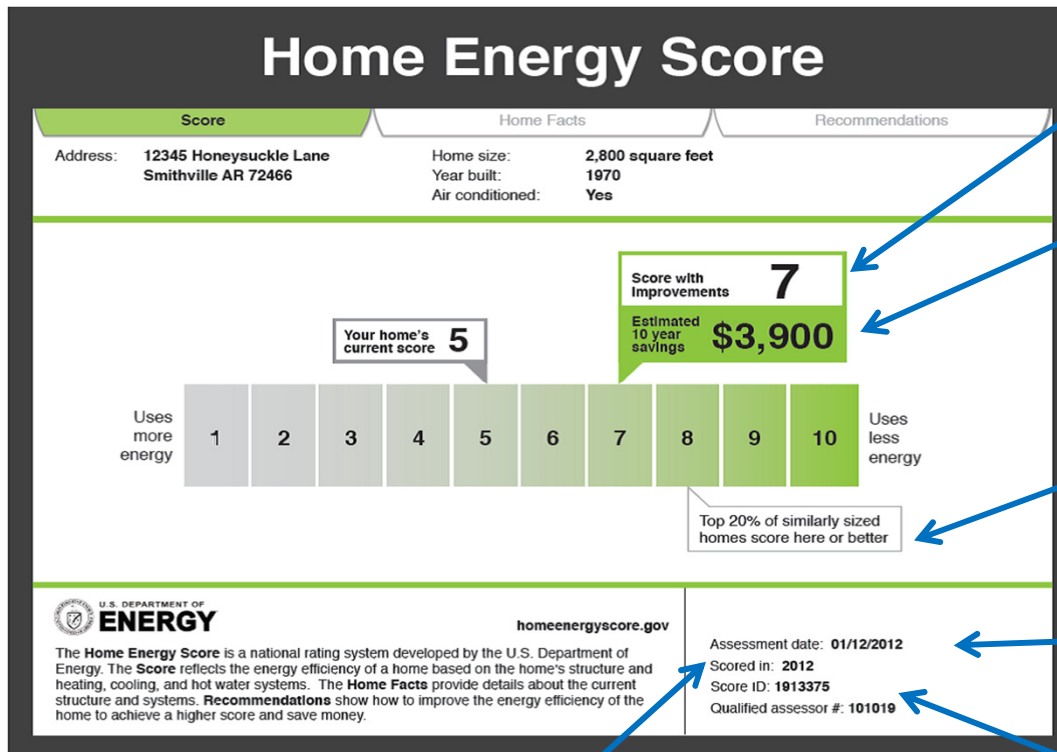 Home Energy Score
Score
Home Facts
Recommendations
Address: 12345 Honeysuckle Lane
Smithville AR 72466
Home size: 2,800 square feet
Year built: 1970
Air conditioned: Yes
Score with
Improvements 7
Estimated
10 year
savings $3,900
Your home's
current score 5
Uses
more
energy
1 2 3 4 5 6 7 8 9 10
Uses
less
energy
Top 20% of similarly sized
homes score here or better
U.S. DEPARTMENT OF
ENERGY
homeenergyscore.gov
The Home Energy Score is a national rating system developed by the U.S. Department of
Energy. The Score reflects the energy efficiency of a home based on the home's structure and
heating, cooling, and hot water systems. The Home Facts provide details about the current
structure and systems. Recommendations show how to improve the energy efficiency of the
home to achieve a higher score and save money.
Assessment date: 01/12/2012
Scored in: 2012
Score ID: 1913375
Qualified assessor #: 101019